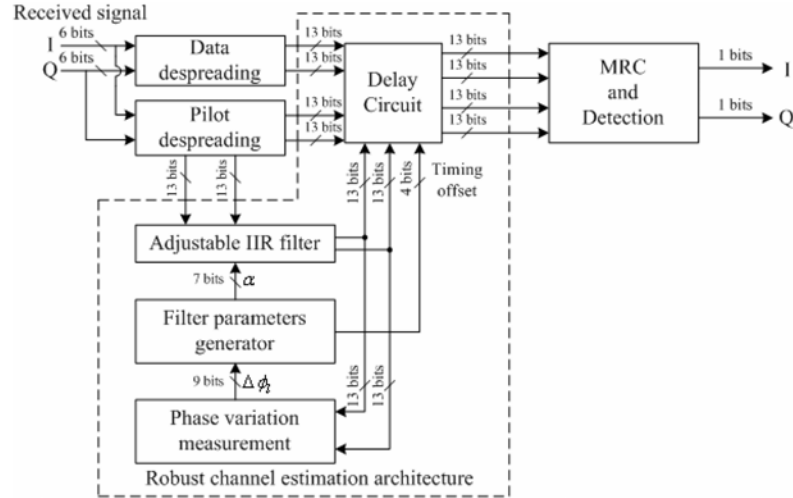 Received signal
I
6 bits
Q
6 bits
Data
despreading
13 bits
13 bits
Pilot
despreading
13 bits
13 bits
Delay
Circuit
13 bits
13 bits
13 bits
13 bits
MRC
and
Detection
1 bits
I
1 bits
Q
13 bits
13 bits
13 bits
13 bits
4 bits
Timing
offset
Adjustable IIR filter
7 bits
α
Filter parameters
generator
9 bits
13 bits
13 bits
Phase variation
measurement
Robust channel estimation architecture